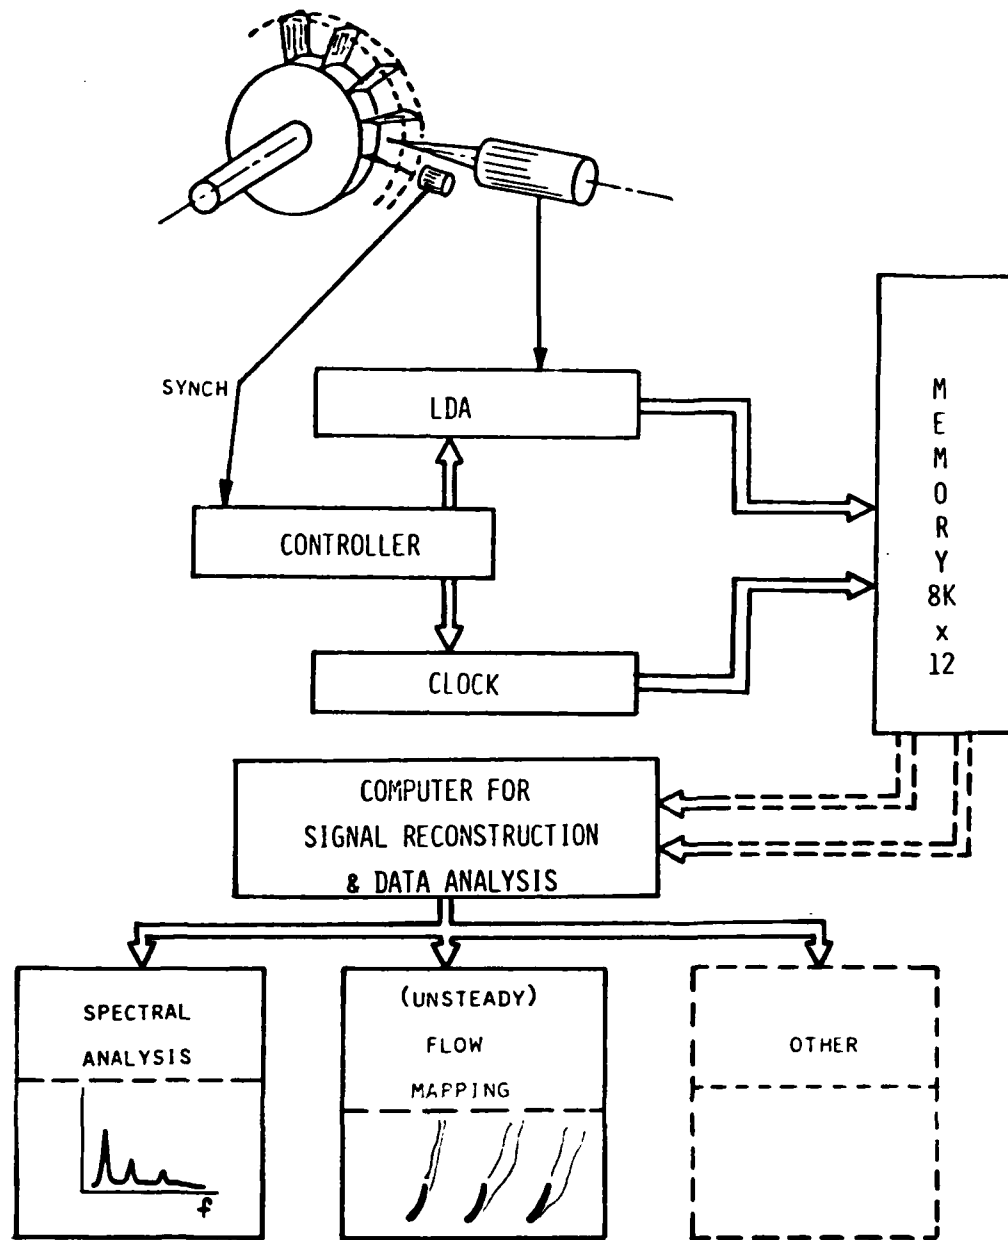 SYNCH
LDA
CONTROLLER
CLOCK
M
E
M
O
R
Y
8K
x
12
COMPUTER FOR
SIGNAL RECONSTRUCTION
& DATA ANALYSIS
SPECTRAL
ANALYSIS
f
(UNSTEADY)
FLOW
MAPPING
OTHER